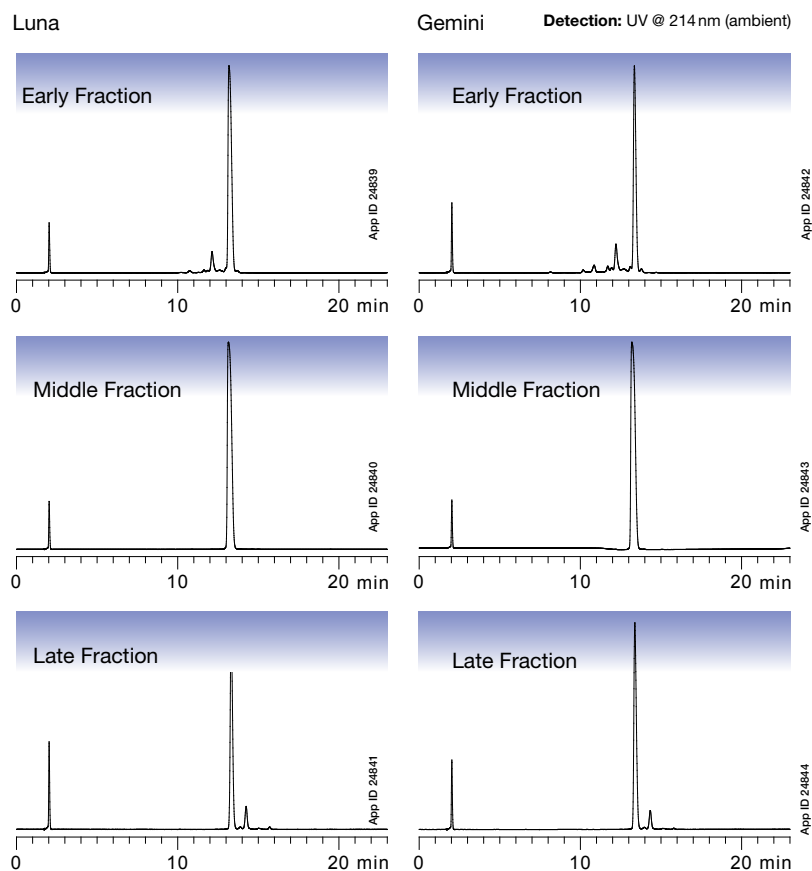 Luna
Gemini
Detection: UV @ 214 nm (ambient)
Early Fraction
App ID 24839
0 10 20 min
Early Fraction
App ID 24842
0 10 20 min
Middle Fraction
App ID 24840
0 10 20 min
Middle Fraction
App ID 24843
0 10 20 min
Late Fraction
App ID 24841
0 10 20 min
Late Fraction
App ID 24844
0 10 20 min